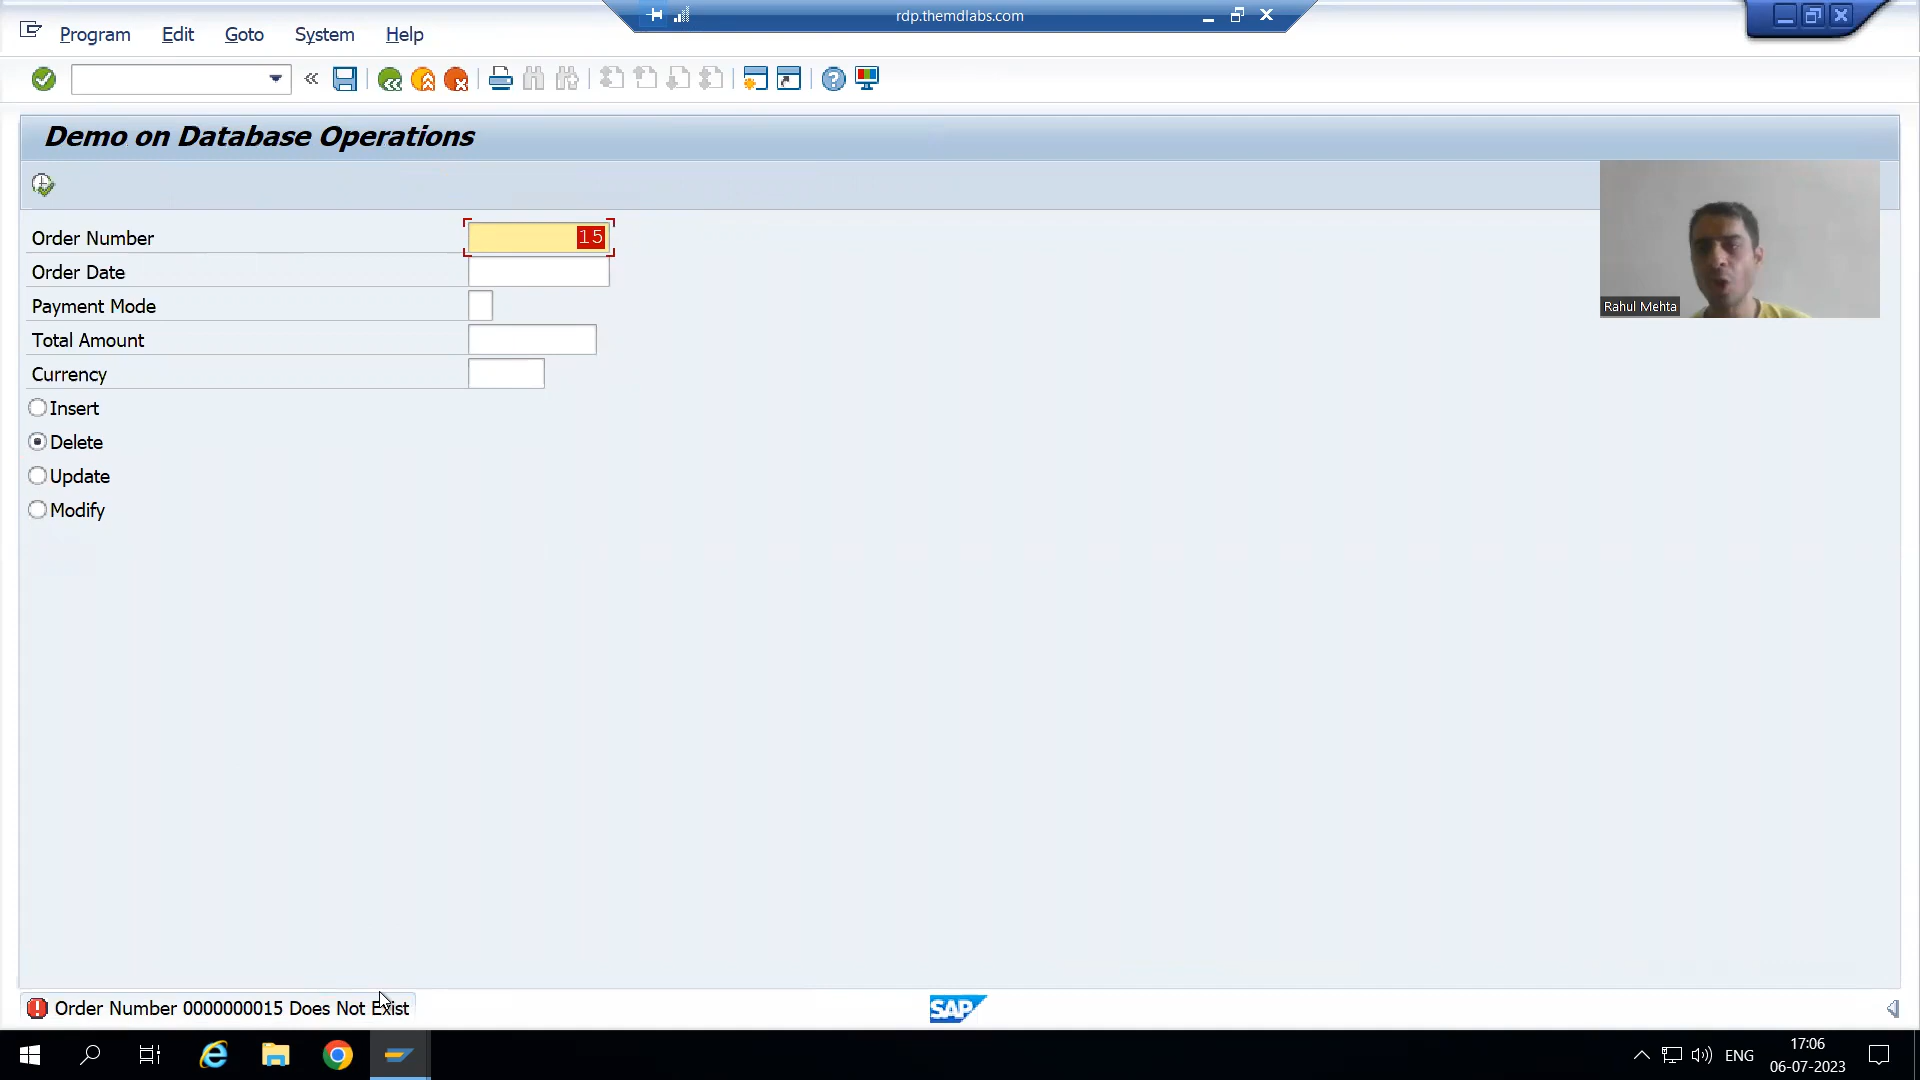 rdp.themdlabs.com
Program Edit Goto System Help
Demo on Database Operations
Order Number 15
Order Date
Payment Mode
Total Amount
Currency
Insert
Delete
Update
Modify
Rahul Mehta
Order Number 0000000015 Does Not Exist
SAP
ENG
17:06
06-07-2023